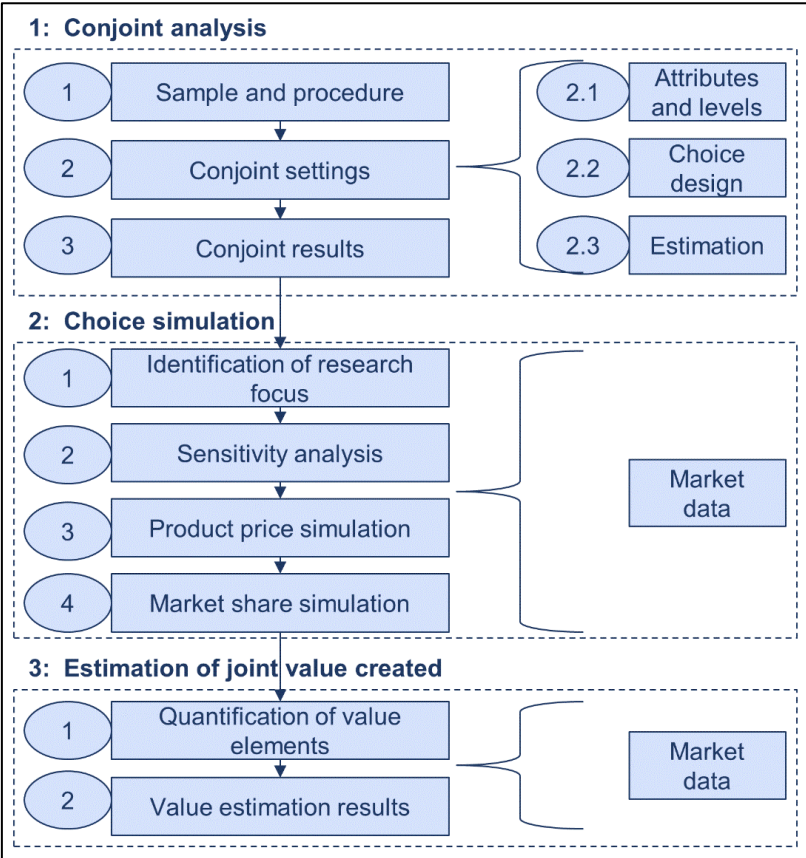 1: Conjoint analysis
1
Sample and procedure
2
Conjoint settings
3
Conjoint results
2.1
Attributes
and levels
2.2
Choice
design
2.3
Estimation
2: Choice simulation
1
Identification of research
focus
2
Sensitivity analysis
3
Product price simulation
4
Market share simulation
Market
data
3: Estimation of joint value created
1
Quantification of value
elements
2
Value estimation results
Market
data